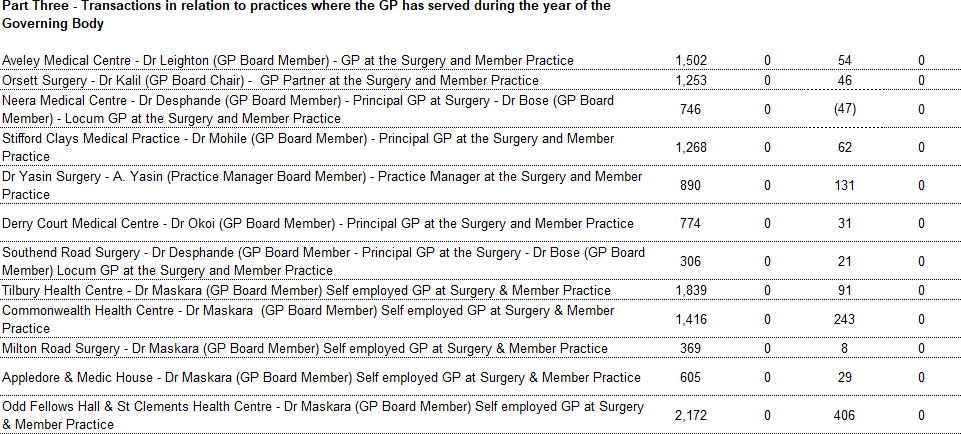 Part Three - Transactions in relation to practices where the GP has served during the year of the
Governing Body
Aveley Medical Centre - Dr Leighton (GP Board Member) - GP at the Surgery and Member Practice 1,502 0 54 0
Orsett Surgery - Dr Kalil (GP Board Chair) - GP Partner at the Surgery and Member Practice 1,253 0 46 0
Neera Medical Centre - Dr Desphande (GP Board Member) - Principal GP at Surgery - Dr Bose (GP Board
Member) - Locum GP at the Surgery and Member Practice 746 0 (47) 0
Stifford Clays Medical Practice - Dr Mohile (GP Board Member) - Principal GP at the Surgery and Member
Practice 1,268 0 62 0
Dr Yasin Surgery - A. Yasin (Practice Manager Board Member) - Practice Manager at the Surgery and Member
Practice 890 0 131 0
Derry Court Medical Centre - Dr Okoi (GP Board Member) - Principal GP at the Surgery and Member Practice 774 0 31 0
Southend Road Surgery - Dr Desphande (GP Board Member - Principal GP at the Surgery - Dr Bose (GP Board
Member) Locum GP at the Surgery and Member Practice 306 0 21 0
Tilbury Health Centre - Dr Maskara (GP Board Member) Self employed GP at Surgery & Member Practice 1,839 0 91 0
Commonwealth Health Centre - Dr Maskara (GP Board Member) Self employed GP at Surgery & Member
Practice 1,416 0 243 0
Milton Road Surgery - Dr Maskara (GP Board Member) Self employed GP at Surgery & Member Practice 369 0 8 0
Appledore & Medic House - Dr Maskara (GP Board Member) Self employed GP at Surgery & Member Practice 605 0 29 0
Odd Fellows Hall & St Clements Health Centre - Dr Maskara (GP Board Member) Self employed GP at Surgery
& Member Practice 2,172 0 406 0